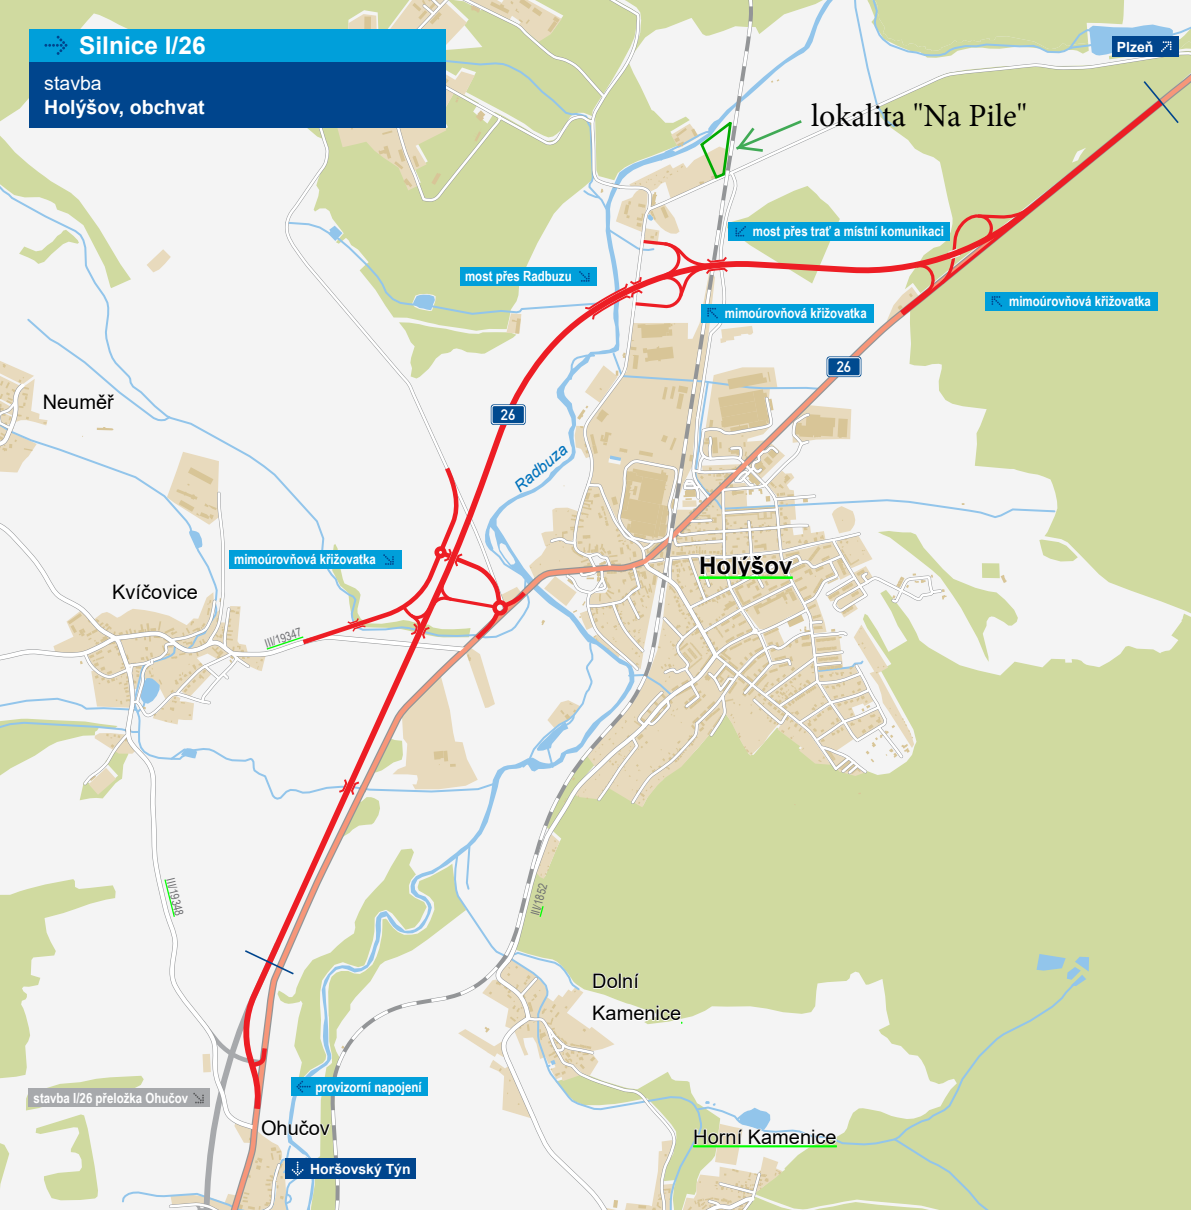 Silnice I/26
stavba
Holýšov, obchvat
Plzeň
lokalita "Na Pile"
most přes trať a místní komunikaci
most přes Radbuzu
mimoúrovňová křižovatka
mimoúrovňová křižovatka
26
Neuměř
26
Radbuza
mimoúrovňová křižovatka
Holýšov
Kvíčovice
III/19347
III/19348
III/1852
Dolní
Kamenice
provizorní napojení
stavba I/26 přeložka Ohučov
Ohučov
Horní Kamenice
Horšovský Týn